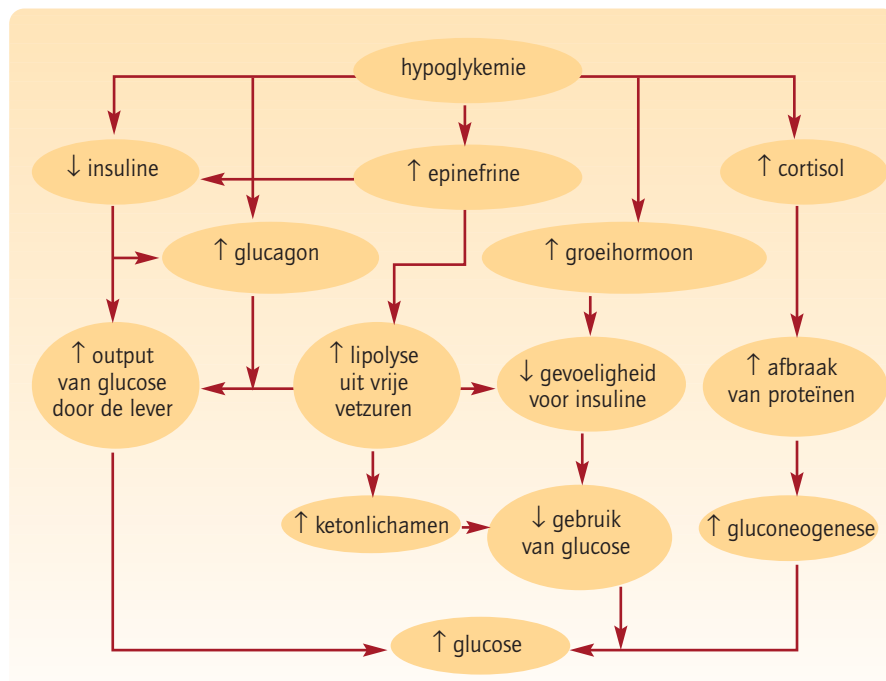 hypoglykemie
↓ insuline
↑ epinefrine
↑ cortisol
↑ glucagon
↑ groeihormoon
↑ output
van glucose
door de lever
↑ lipolyse
uit vrije
vetzuren
↓ gevoeligheid
voor insuline
↑ afbraak
van proteïnen
↑ ketonlichamen
↓ gebruik
van glucose
↑ gluconeogenese
↑ glucose